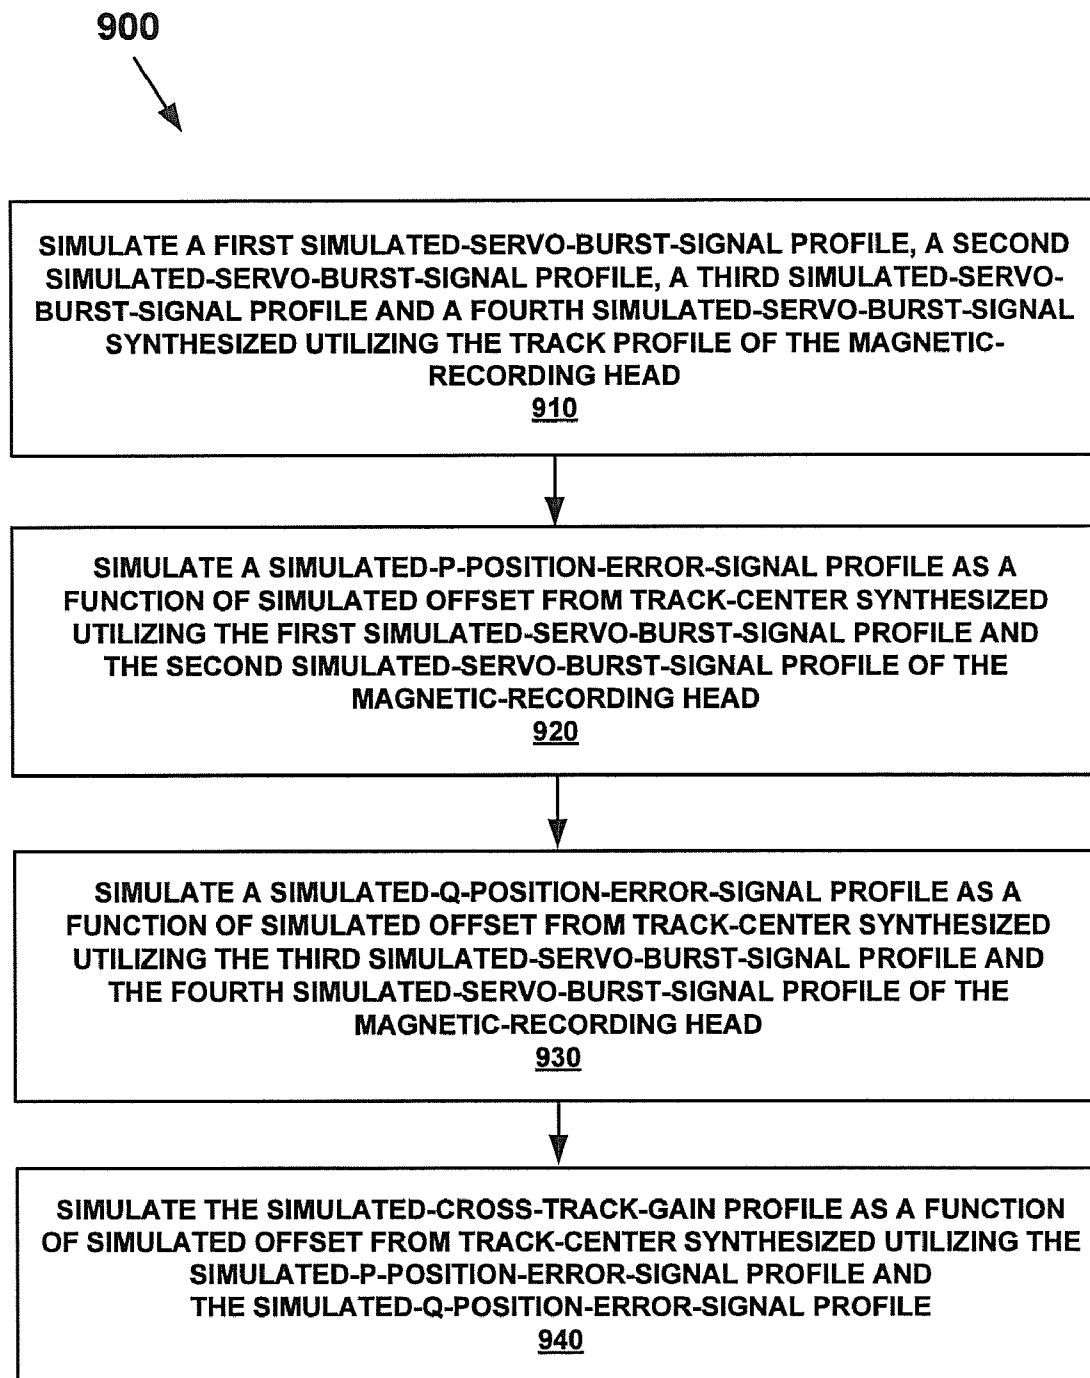 900
SIMULATE A FIRST SIMULATED-SERVO-BURST-SIGNAL PROFILE, A SECOND
SIMULATED-SERVO-BURST-SIGNAL PROFILE, A THIRD SIMULATED-SERVO-
BURST-SIGNAL PROFILE AND A FOURTH SIMULATED-SERVO-BURST-SIGNAL
SYNTHESIZED UTILIZING THE TRACK PROFILE OF THE MAGNETIC-
RECORDING HEAD
910
SIMULATE A SIMULATED-P-POSITION-ERROR-SIGNAL PROFILE AS A
FUNCTION OF SIMULATED OFFSET FROM TRACK-CENTER SYNTHESIZED
UTILIZING THE FIRST SIMULATED-SERVO-BURST-SIGNAL PROFILE AND
THE SECOND SIMULATED-SERVO-BURST-SIGNAL PROFILE OF THE
MAGNETIC-RECORDING HEAD
920
SIMULATE A SIMULATED-Q-POSITION-ERROR-SIGNAL PROFILE AS A
FUNCTION OF SIMULATED OFFSET FROM TRACK-CENTER SYNTHESIZED
UTILIZING THE THIRD SIMULATED-SERVO-BURST-SIGNAL PROFILE AND
THE FOURTH SIMULATED-SERVO-BURST-SIGNAL PROFILE OF THE
MAGNETIC-RECORDING HEAD
930
SIMULATE THE SIMULATED-CROSS-TRACK-GAIN PROFILE AS A FUNCTION
OF SIMULATED OFFSET FROM TRACK-CENTER SYNTHESIZED UTILIZING THE
SIMULATED-P-POSITION-ERROR-SIGNAL PROFILE AND
THE SIMULATED-Q-POSITION-ERROR-SIGNAL PROFILE
940